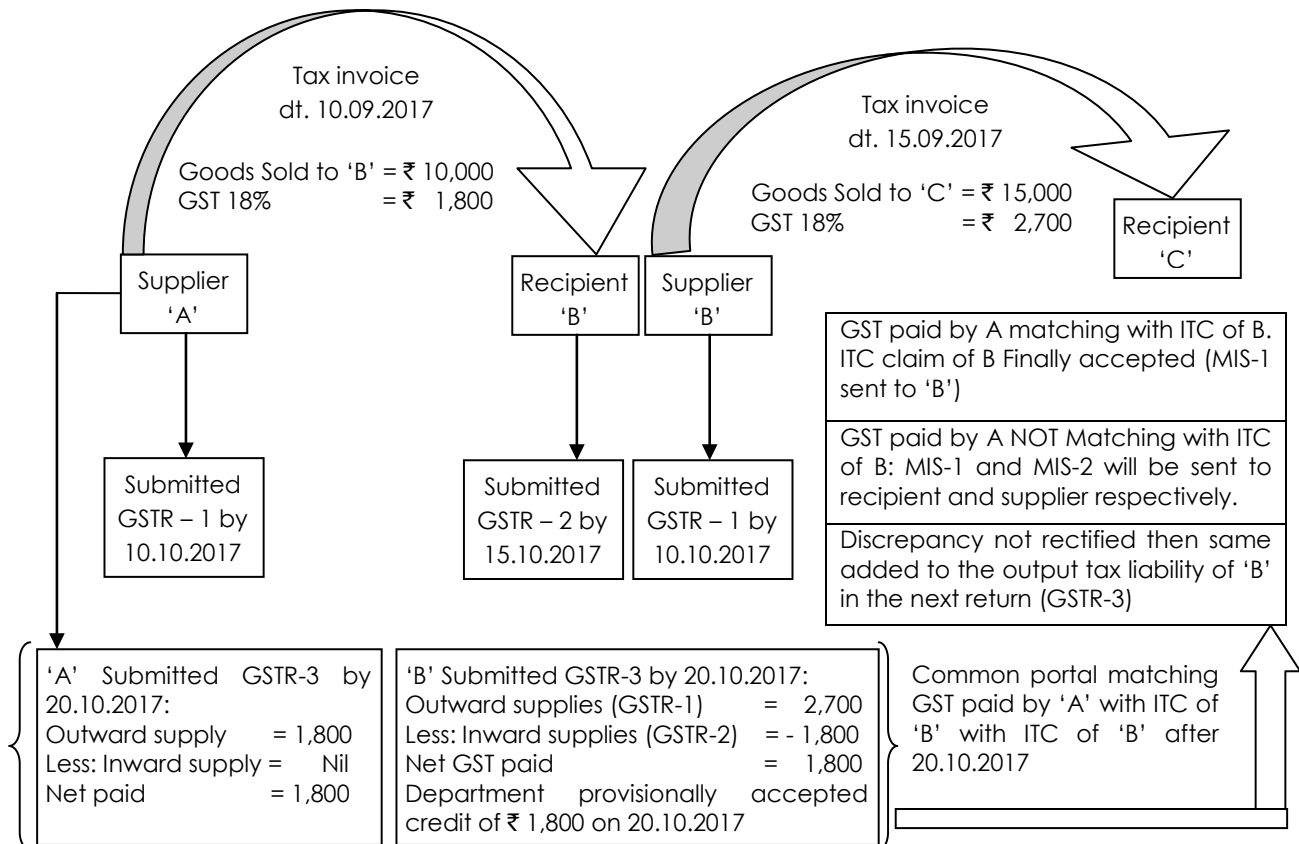 Tax invoice
dt. 10.09.2017
Goods Sold to ‘B’ = ₹ 10,000
GST 18% = ₹ 1,800
Tax invoice
dt. 15.09.2017
Goods Sold to ‘C’ = ₹ 15,000
GST 18% = ₹ 2,700
Supplier
‘A’
Recipient
‘B’
Supplier
‘B’
Recipient
‘C’
Submitted
GSTR – 1 by
10.10.2017
Submitted
GSTR – 2 by
15.10.2017
Submitted
GSTR – 1 by
10.10.2017
GST paid by A matching with ITC of B.
ITC claim of B Finally accepted (MIS-1
sent to ‘B’)
GST paid by A NOT Matching with ITC
of B: MIS-1 and MIS-2 will be sent to
recipient and supplier respectively.
Discrepancy not rectified then same
added to the output tax liability of ‘B’
in the next return (GSTR-3)
‘A’ Submitted GSTR-3 by
20.10.2017:
Outward supply = 1,800
Less: Inward supply = Nil
Net paid = 1,800
‘B’ Submitted GSTR-3 by 20.10.2017:
Outward supplies (GSTR-1) = 2,700
Less: Inward supplies (GSTR-2) = - 1,800
Net GST paid = 1,800
Department provisionally accepted
credit of ₹ 1,800 on 20.10.2017
Common portal matching
GST paid by ‘A’ with ITC of
‘B’ with ITC of ‘B’ after
20.10.2017